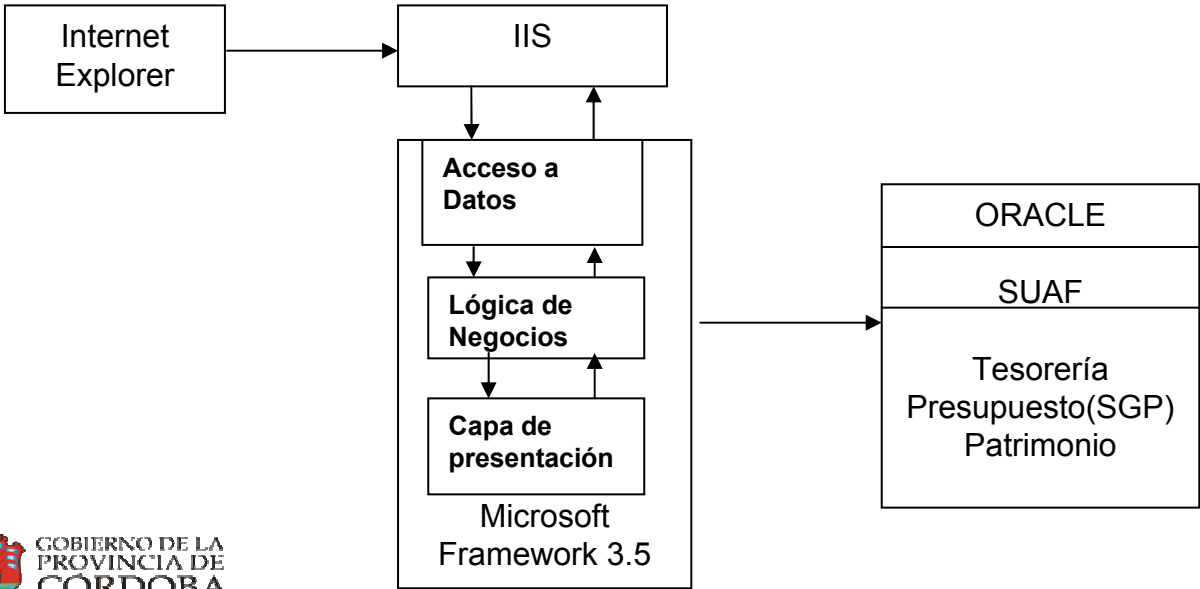 Internet
Explorer
IIS
Acceso a
Datos
Lógica de
Negocios
Capa de
presentación
Microsoft
Framework 3.5
ORACLE
SUAF
Tesorería
Presupuesto(SGP)
Patrimonio
GOBIERNO DE LA
PROVINCIA DE
CÓRDOBA